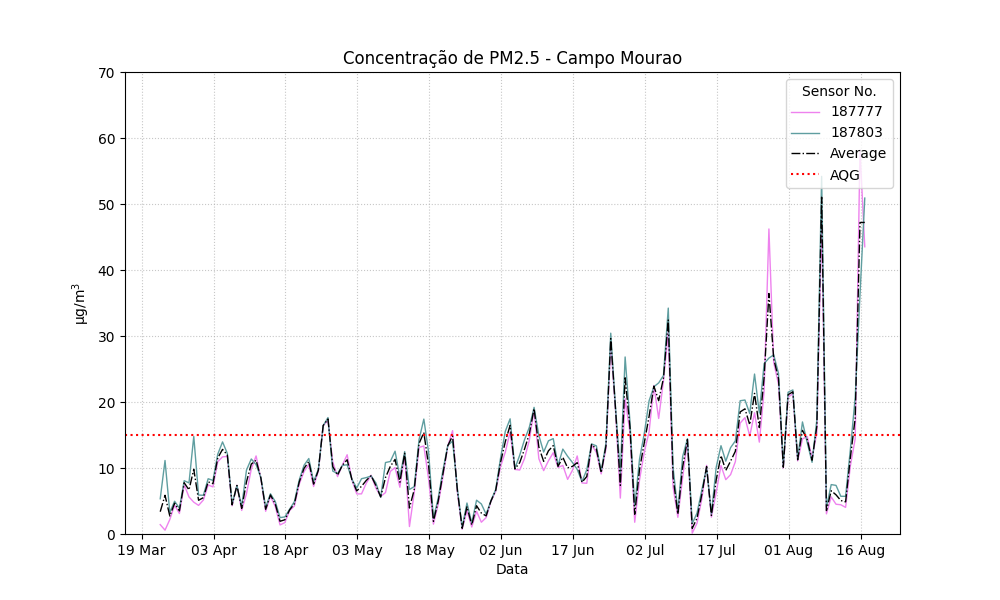 Concentração de PM2.5 - Campo Mourao
Sensor No.
187777
187803
Average
AQG
70
60
50
40
30
20
10
0
µg/m³
19 Mar 03 Apr 18 Apr 03 May 18 May 02 Jun 17 Jun 02 Jul 17 Jul 01 Aug 16 Aug
Data